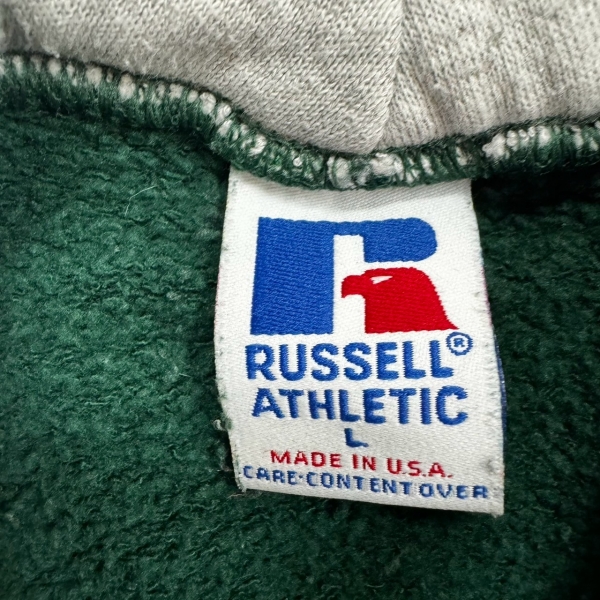 RUSSELL®
ATHLETIC
L
MADE IN U.S.A.
CARE·CONTENT OVER